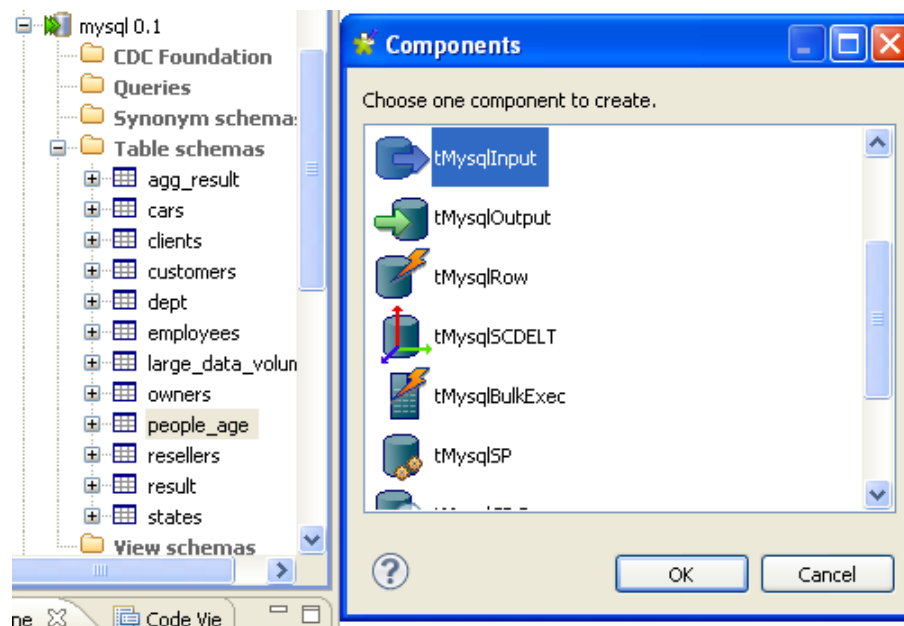 mysql 0.1
CDC Foundation
Queries
Synonym schema
Table schemas
agg_result
cars
clients
customers
dept
employees
large_data_volun
owners
people_age
resellers
result
states
View schemas
ne
Code Vie
Components
Choose one component to create.
tMysqlInput
tMysqlOutput
tMysqlRow
tMysqlSCDELT
tMysqlBulkExec
tMysqlSP
OK
Cancel